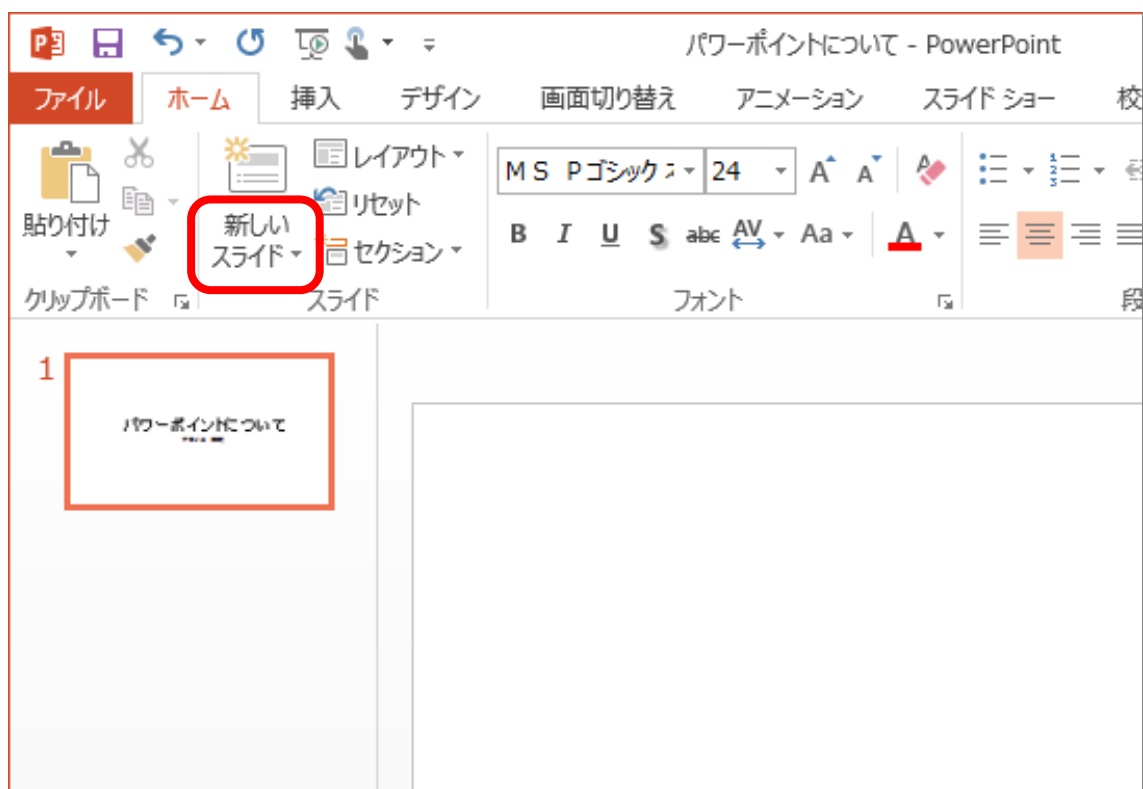 パワーポイントについて - PowerPoint
ファイル ホーム 挿入 デザイン 画面切り替え アニメーション スライド ショー 校
貼り付け
新しい
スライド
レイアウト
リセット
セクション
MS Pゴシック 24
B I U S abc AV Aa A
クリップボード スライド フォント 段
1
パワーポイントについて